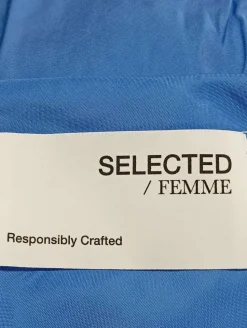 SELECTED
/ FEMME
Responsibly Crafted